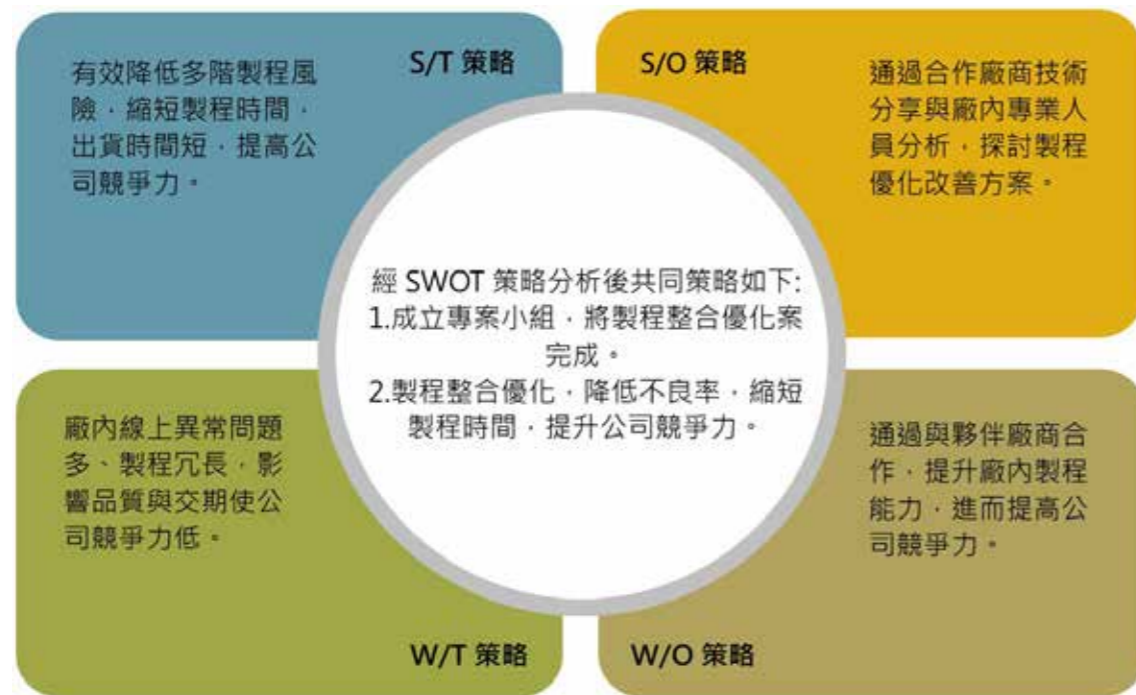 S/T 策略
有效降低多階製程風
險，縮短製程時間，
出貨時間短，提高公
司競爭力。
S/O 策略
通過合作廠商技術
分享與廠內專業人
員分析，探討製程
優化改善方案。
經 SWOT 策略分析後共同策略如下:
1.成立專案小組，將製程整合優化案
完成。
2.製程整合優化，降低不良率，縮短
製程時間，提升公司競爭力。
廠內線上異常問題
多、製程冗長，影
響品質與交期使公
司競爭力低。
W/T 策略
通過與夥伴廠商合
作，提升廠內製程
能力，進而提高公
司競爭力。
W/O 策略